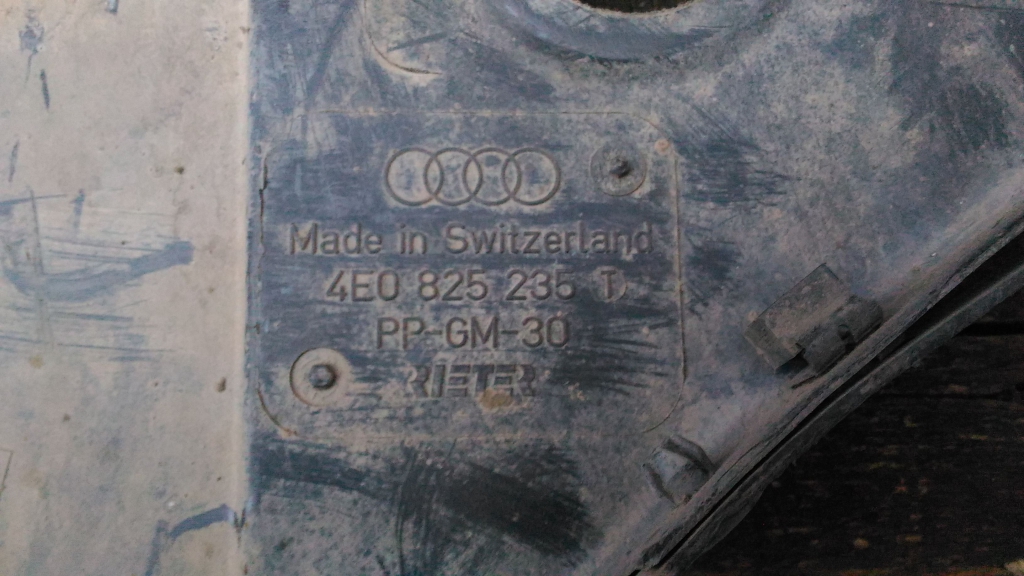 Made in Switzerland
4E0 825 235 T
PP-GM-30
RIETER